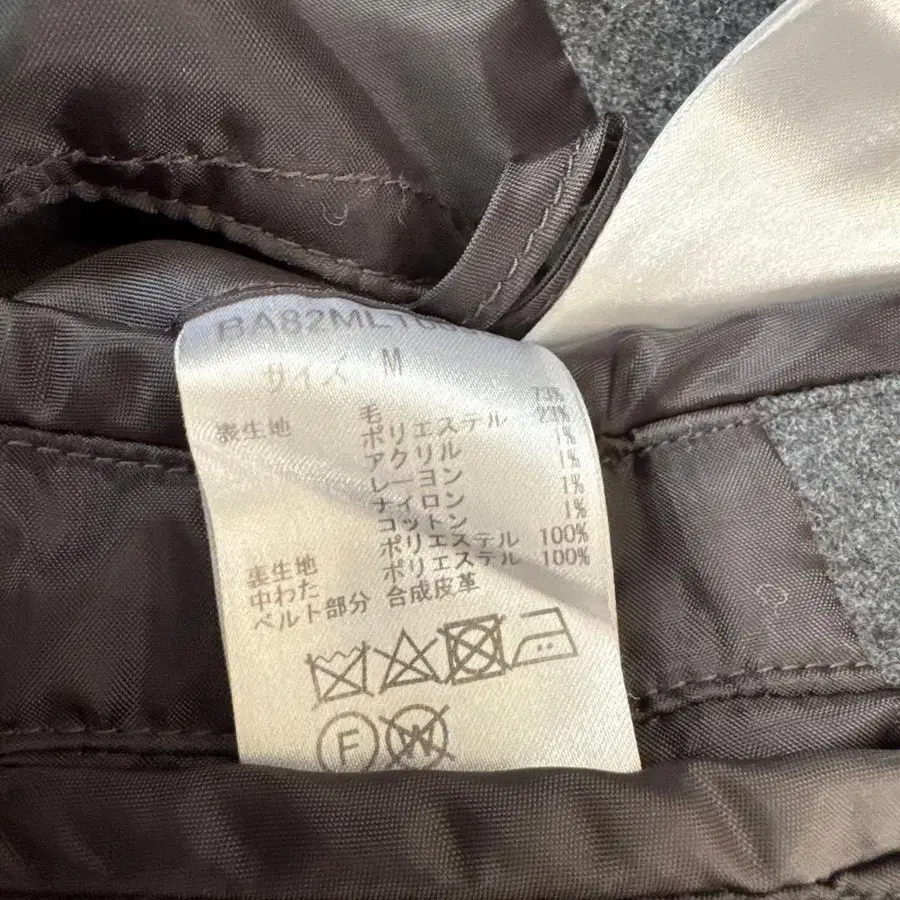 サイズ M
表生地 毛 73%
ポリエステル 23%
アクリル 1%
レーヨン 1%
ナイロン 1%
コットン 1%
裏生地 ポリエステル 100%
中わた ポリエステル 100%
ベルト部分 合成皮革
F W